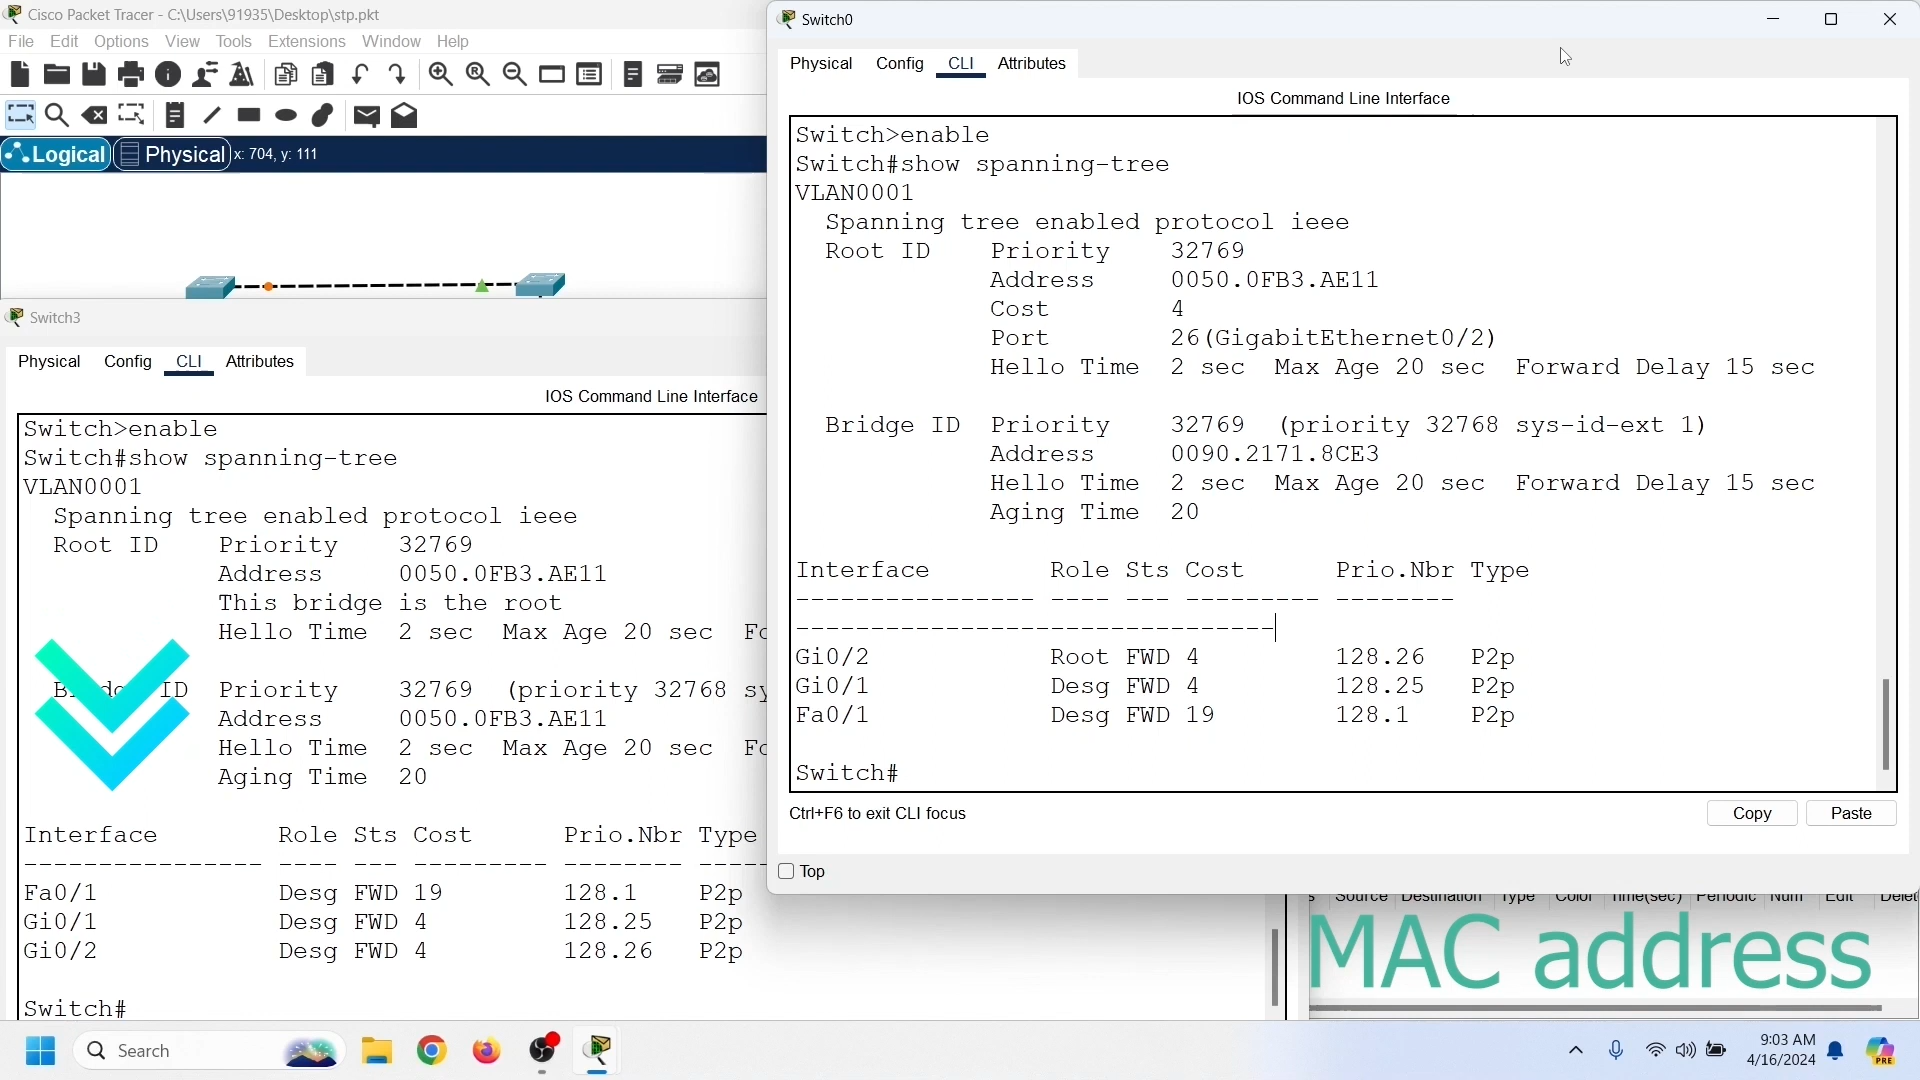 Cisco Packet Tracer - C:\Users\91935\Desktop\stp.pkt
File Edit Options View Tools Extensions Window Help
Logical Physical x: 704, y: 111
Switch3
Physical Config CLI Attributes
IOS Command Line Interface
Switch>enable
Switch#show spanning-tree
VLAN0001
Spanning tree enabled protocol ieee
Root ID Priority 32769
Address 0050.0FB3.AE11
This bridge is the root
Hello Time 2 sec Max Age 20 sec
ID Priority 32769 (priority 32768
Address 0050.0FB3.AE11
Hello Time 2 sec Max Age 20 sec
Aging Time 20
Interface Role Sts Cost Prio.Nbr Type
---------------- ---- --- --------- -------- -----
Fa0/1 Desg FWD 19 128.1 P2p
Gi0/1 Desg FWD 4 128.25 P2p
Gi0/2 Desg FWD 4 128.26 P2p
Switch#
Switch0
Physical Config CLI Attributes
IOS Command Line Interface
Switch>enable
Switch#show spanning-tree
VLAN0001
Spanning tree enabled protocol ieee
Root ID Priority 32769
Address 0050.0FB3.AE11
Cost 4
Port 26(GigabitEthernet0/2)
Hello Time 2 sec Max Age 20 sec Forward Delay 15 sec
Bridge ID Priority 32769 (priority 32768 sys-id-ext 1)
Address 0090.2171.8CE3
Hello Time 2 sec Max Age 20 sec Forward Delay 15 sec
Aging Time 20
Interface Role Sts Cost Prio.Nbr Type
---------------- ---- --- --------- --------
--------------------------------
Gi0/2 Root FWD 4 128.26 P2p
Gi0/1 Desg FWD 4 128.25 P2p
Fa0/1 Desg FWD 19 128.1 P2p
Switch#
Ctrl+F6 to exit CLI focus
Copy Paste
Top
Source Destination Type Color Time(sec) Periodic Num Edit
MAC address
Search
9:03 AM
4/16/2024
PRE